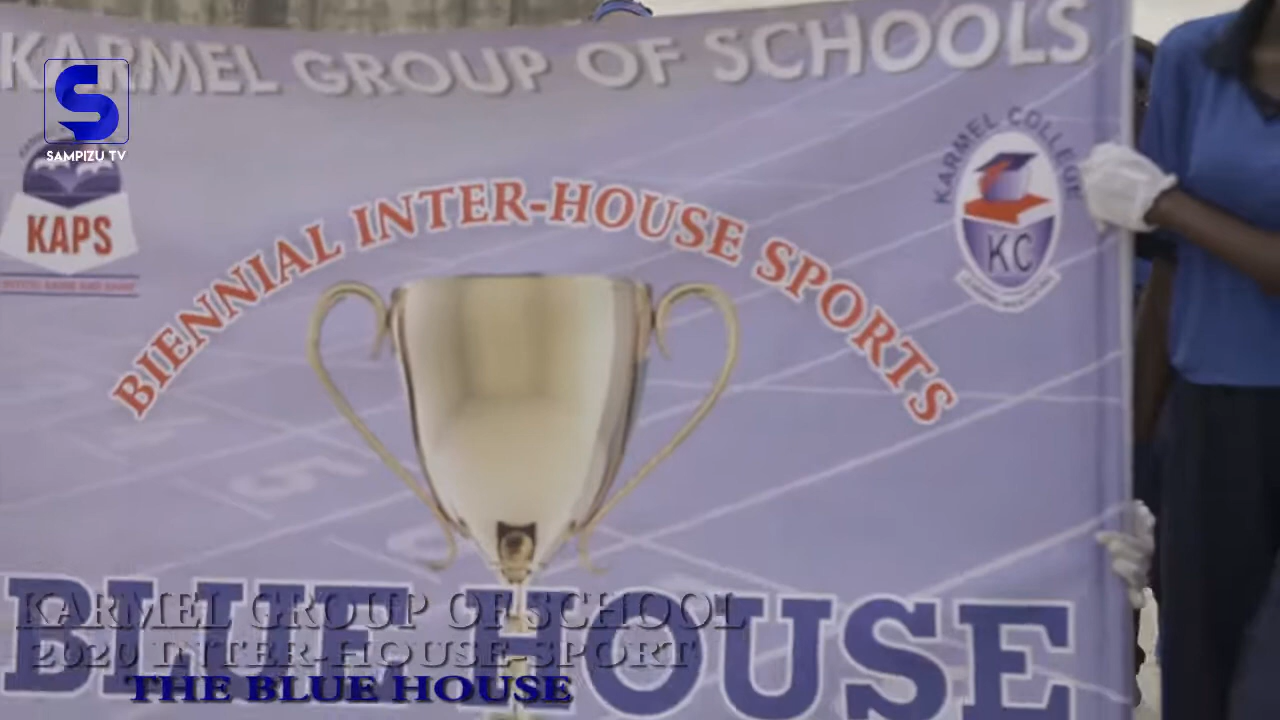 KARMEL GROUP OF SCHOOLS
S
SAMPIZU TV
KAPS
KARMEL COLLEGE
KC
BIENNIAL INTER-HOUSE SPORTS
5
BLUE HOUSE
KARMEL GROUP OF SCHOOL
2020 INTER-HOUSE-SPORT
THE BLUE HOUSE